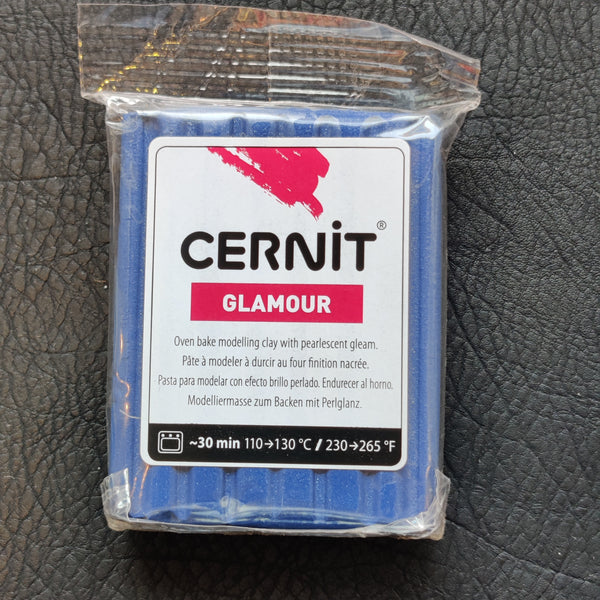 CERNiT®
GLAMOUR
Oven bake modelling clay with pearlescent gleam.
Pâte à modeler à durcir au four finition nacrée.
Pasta para modelar con efecto brillo perlado. Endurecer al horno.
Modelliermasse zum Backen mit Perlglanz.
~30 min 110→130 °C / 230→265 °F